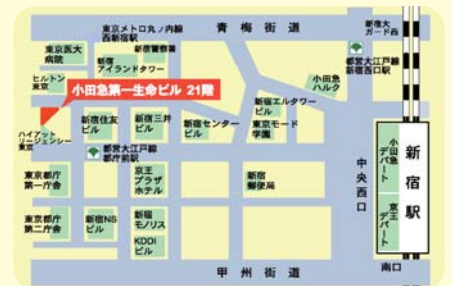 東京メトロ丸ノ内線
西新宿駅
青梅街道
新宿大
ガード西
東京医大
病院
新宿警察署
新宿
アイランドタワー
都営大江戸線
新宿西口駅
ヒルトン
東京
小田急
ハルク
小田急第一生命ビル 21階
新宿エルタワー
ビル
ハイアット
リージェンシー
東京
新宿住友
ビル
新宿三井
ビル
新宿センター
ビル
東京モード
学園
都営大江戸線
都庁前駅
小田急
デパート
新宿駅
中央西口
東京都庁
第一庁舎
京王
プラザ
ホテル
新宿
郵便局
京王
デパート
東京都庁
第二庁舎
新宿NS
ビル
新宿
モノリス
KDDI
ビル
南口
甲州街道